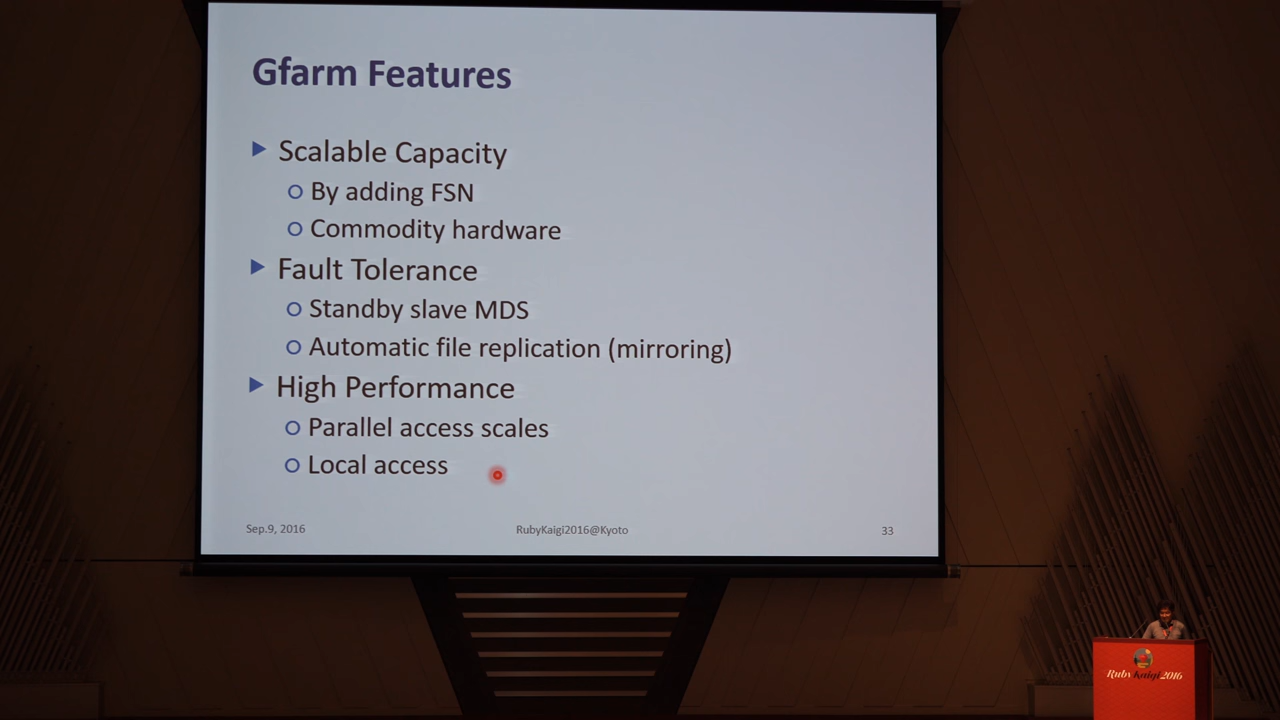 Gfarm Features
Scalable Capacity
By adding FSN
Commodity hardware
Fault Tolerance
Standby slave MDS
Automatic file replication (mirroring)
High Performance
Parallel access scales
Local access
Sep.9, 2016
RubyKaigi2016@Kyoto
33
RubyKaigi2016